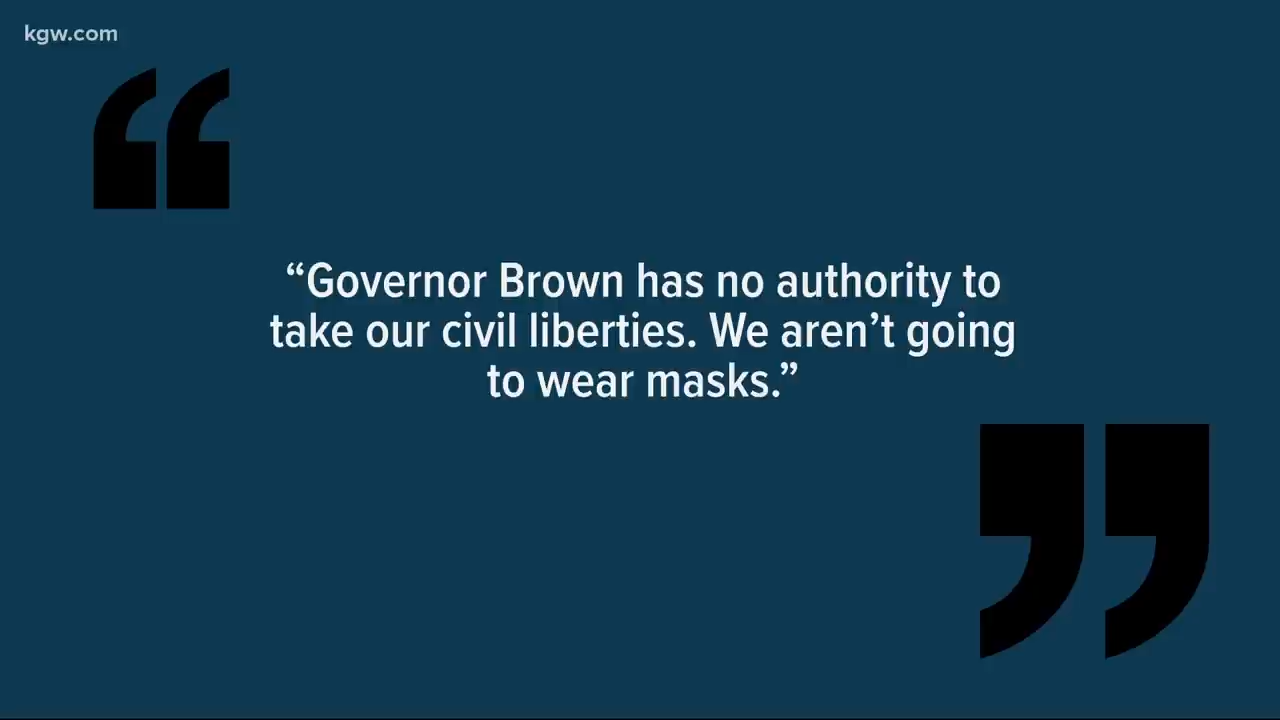 kgw.com
“Governor Brown has no authority to
take our civil liberties. We aren’t going
to wear masks.”